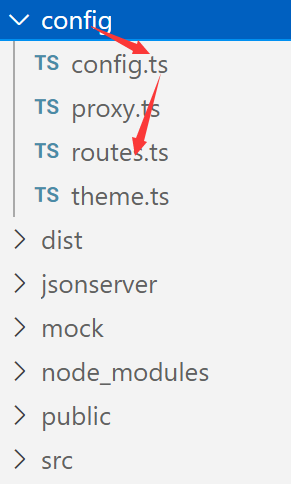 config
TS config.ts
TS proxy.ts
TS routes.ts
TS theme.ts
dist
jsonserver
mock
node_modules
public
src